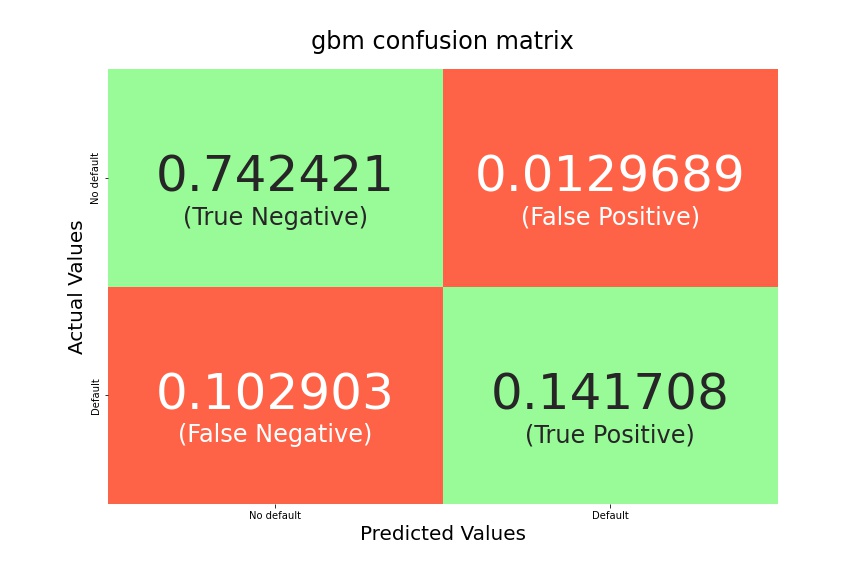 gbm confusion matrix
Actual Values
No default
0.742421
(True Negative)
0.0129689
(False Positive)
Default
0.102903
(False Negative)
0.141708
(True Positive)
No default
Default
Predicted Values